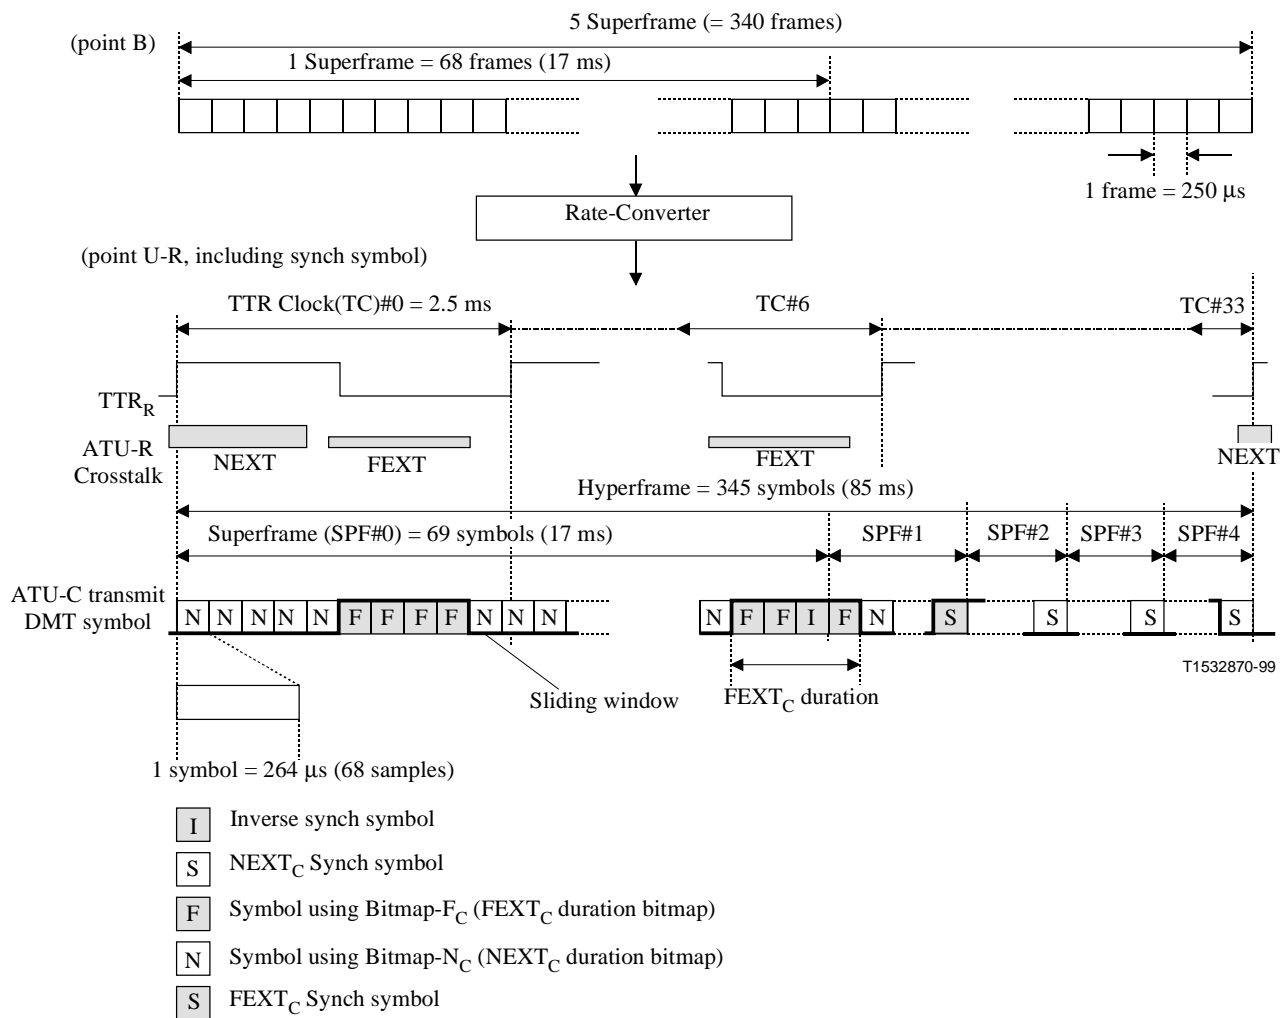 5 Superframe (= 340 frames)
(point B)
1 Superframe = 68 frames (17 ms)
1 frame = 250 μs
Rate-Converter
(point U-R, including synch symbol)
TTR Clock(TC)#0 = 2.5 ms
TC#6
TC#33
TTR_R
ATU-R
Crosstalk
NEXT
FEXT
FEXT
NEXT
Hyperframe = 345 symbols (85 ms)
Superframe (SPF#0) = 69 symbols (17 ms)
SPF#1
SPF#2
SPF#3
SPF#4
ATU-C transmit
DMT symbol
N N N N N F F F F N N N
N F F I F N
S
S
S
S
T1532870-99
Sliding window
FEXT_C duration
1 symbol = 264 μs (68 samples)
I Inverse synch symbol
S NEXT_C Synch symbol
F Symbol using Bitmap-F_C (FEXT_C duration bitmap)
N Symbol using Bitmap-N_C (NEXT_C duration bitmap)
S FEXT_C Synch symbol